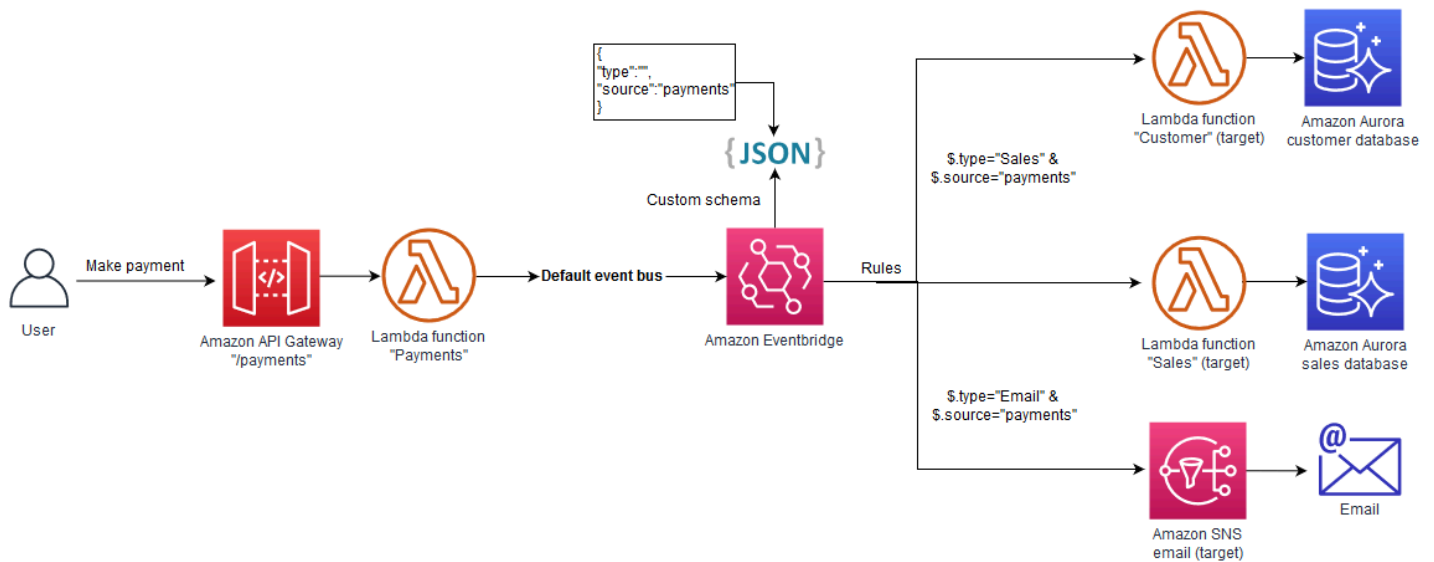 {
"type":"",
"source":"payments"
}
{JSON}
Custom schema
Make payment
User
Amazon API Gateway
"/payments"
</>
Lambda function
"Payments"
Default event bus
Amazon Eventbridge
Rules
$.type="Sales" &
$.source="payments"
$.type="Email" &
$.source="payments"
Lambda function
"Customer" (target)
Amazon Aurora
customer database
Lambda function
"Sales" (target)
Amazon Aurora
sales database
Amazon SNS
email (target)
@
Email